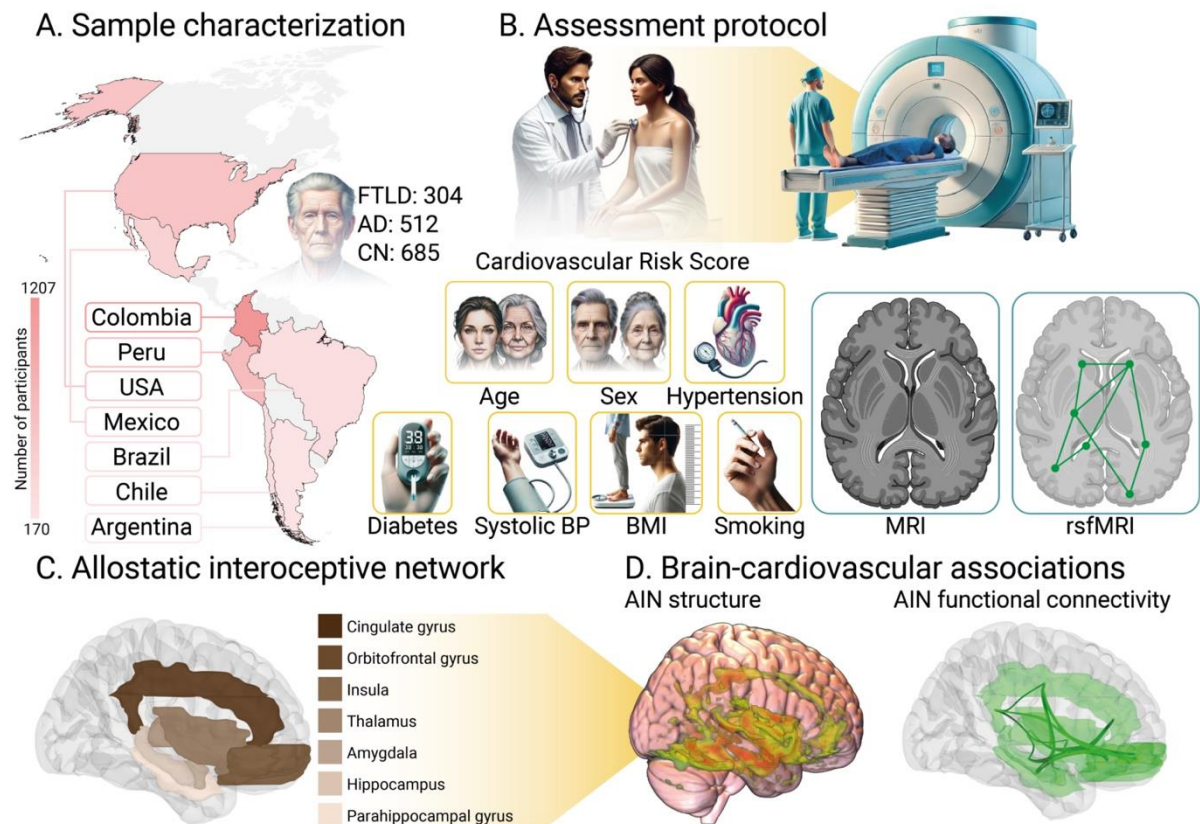 A. Sample characterization
FTLD: 304
AD: 512
CN: 685
1207
Number of participants
170
Colombia
Peru
USA
Mexico
Brazil
Chile
Argentina
B. Assessment protocol
Cardiovascular Risk Score
Age
Sex
Hypertension
39
Diabetes
Systolic BP
BMI
Smoking
MRI
rsfMRI
C. Allostatic interoceptive network
Cingulate gyrus
Orbitofrontal gyrus
Insula
Thalamus
Amygdala
Hippocampus
Parahippocampal gyrus
D. Brain-cardiovascular associations
AIN structure
AIN functional connectivity